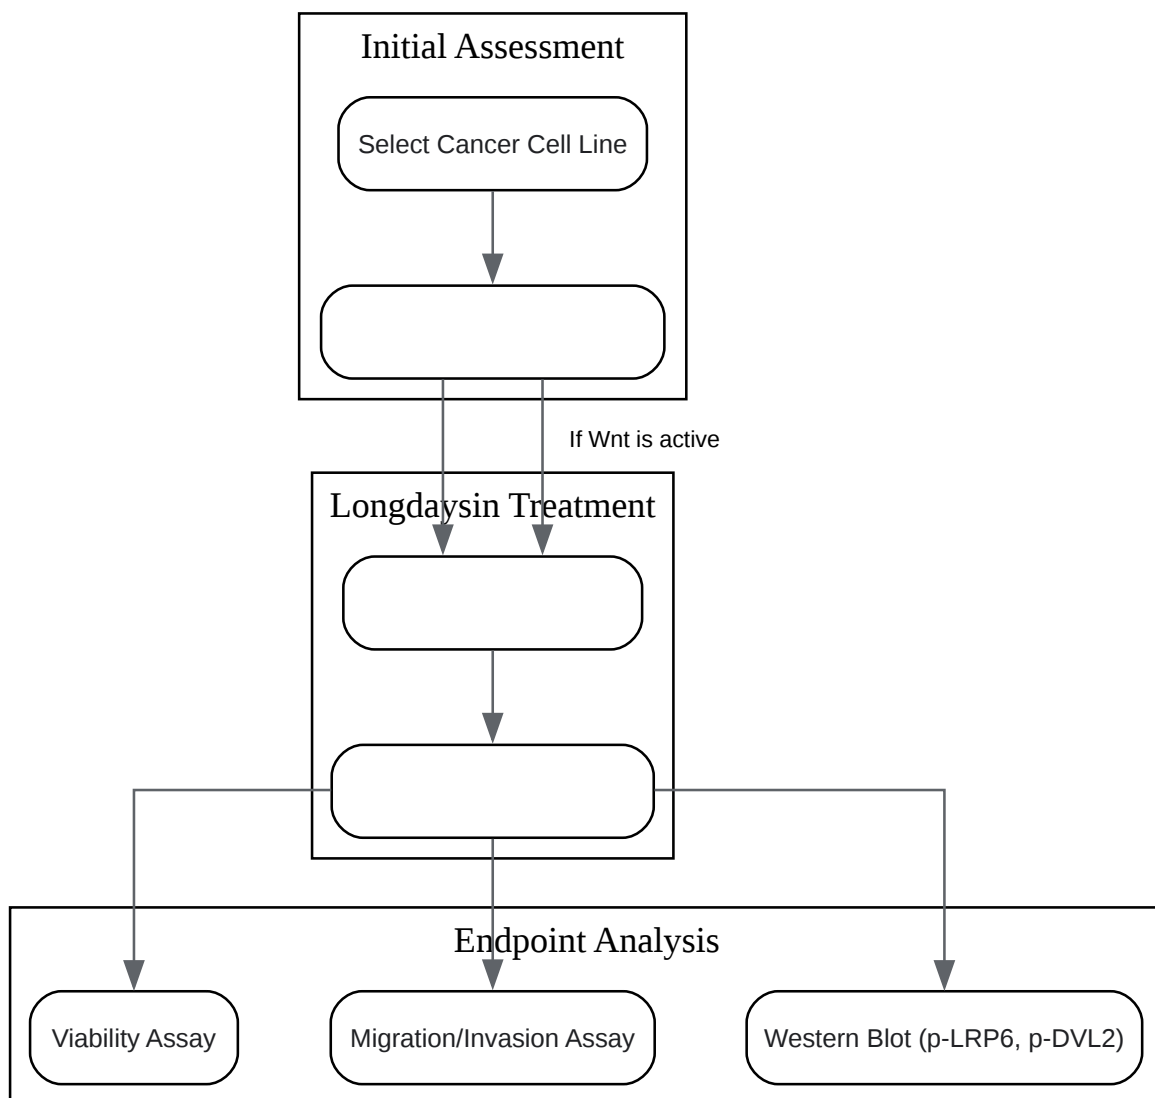 Initial Assessment
Select Cancer Cell Line
If Wnt is active
Longdaysin Treatment
Endpoint Analysis
Viability Assay
Migration/Invasion Assay
Western Blot (p-LRP6, p-DVL2)